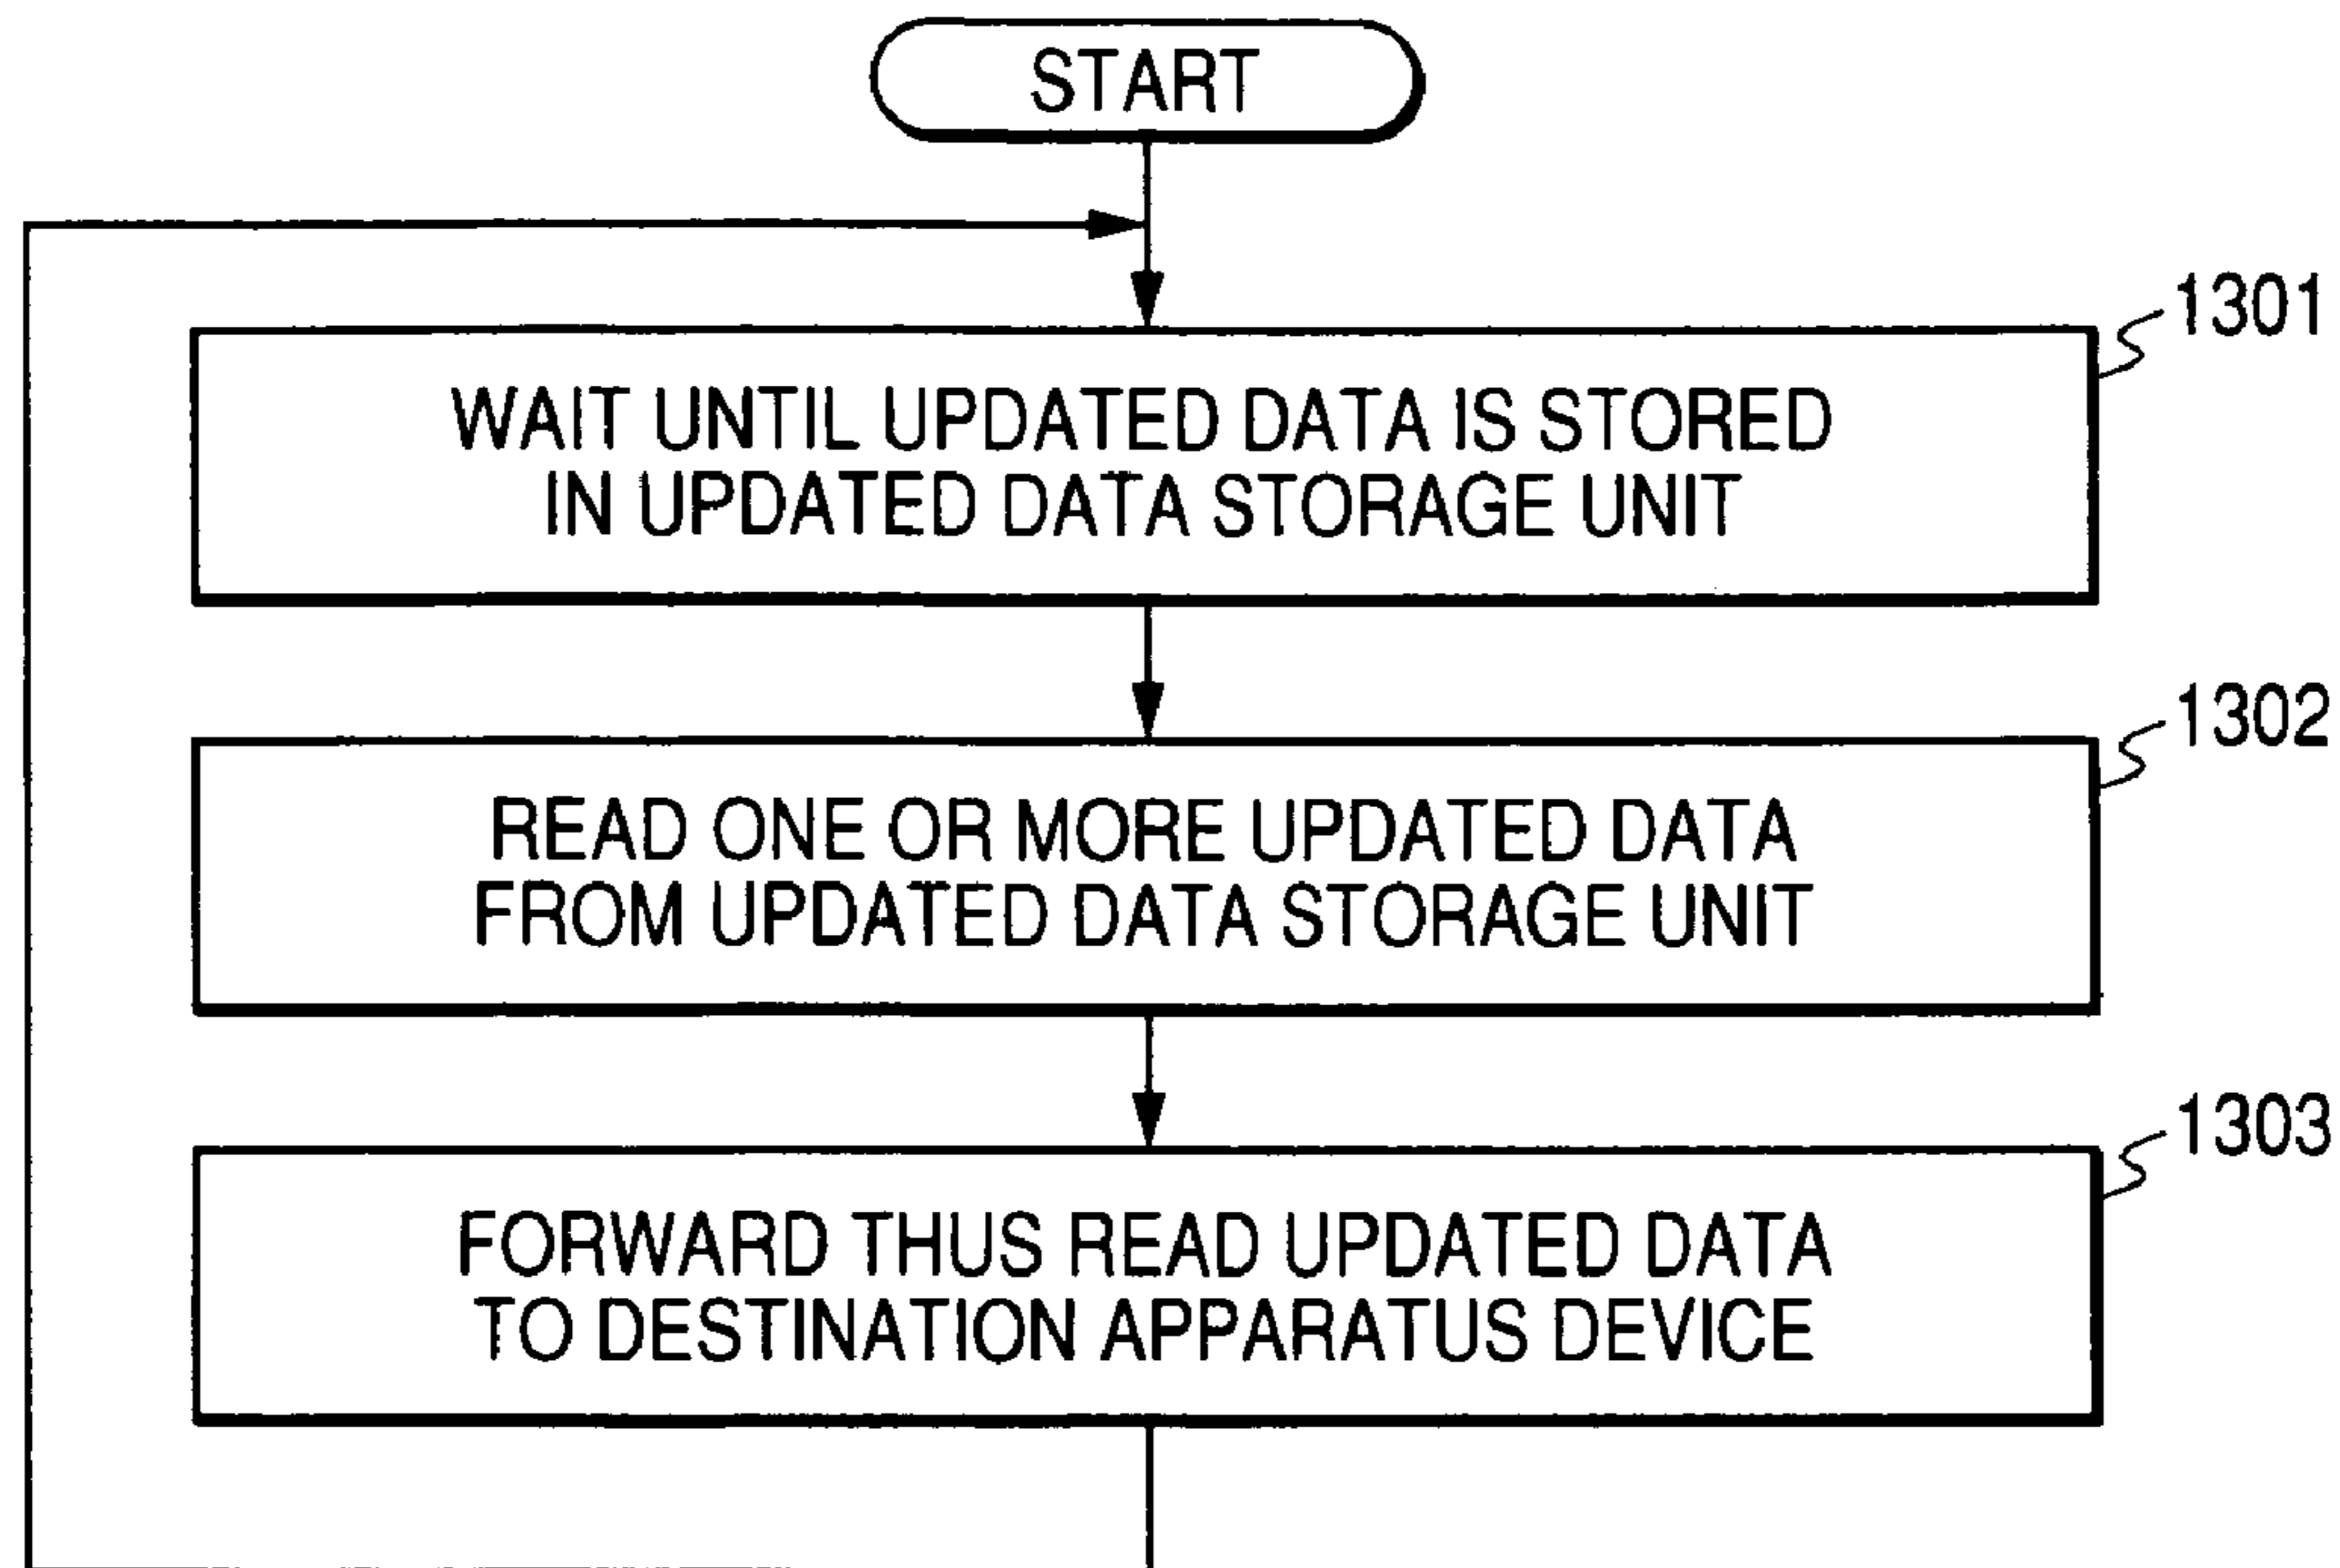 START
1301
WAIT UNTIL UPDATED DATA IS STORED
IN UPDATED DATA STORAGE UNIT
1302
READ ONE OR MORE UPDATED DATA
FROM UPDATED DATA STORAGE UNIT
1303
FORWARD THUS READ UPDATED DATA
TO DESTINATION APPARATUS DEVICE